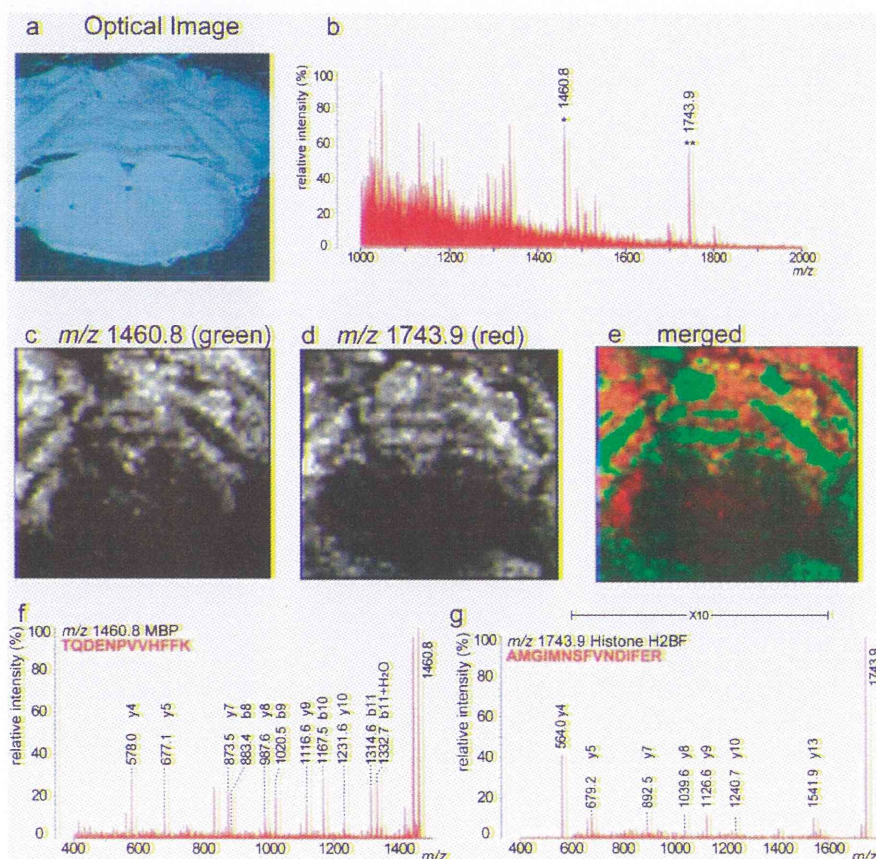 a Optical Image
b
relative intensity (%)
100
80
60
40
20
0
* 1460.8
** 1743.9
1000 1200 1400 1600 1800 2000
m/z
c m/z 1460.8 (green)
d m/z 1743.9 (red)
e merged
f
m/z 1460.8 MBP
TQDENPVVHFFK
relative intensity (%)
100
80
60
40
20
0
578.0 y4
677.1 y5
873.5 y7
883.4 b8
987.6 y8
1020.5 b9
1116.6 y9
1167.5 b10
1231.6 y10
1314.6 b11
1332.7 b11+H₂O
1460.8
400 600 800 1000 1200 1400
m/z
g
X10
m/z 1743.9 Histone H2BF
AMGIMNSFVNDIFER
relative intensity (%)
100
80
60
40
20
0
564.0 y4
679.2 y5
892.5 y7
1039.6 y8
1126.6 y9
1240.7 y10
1541.9 y13
1743.9
400 600 800 1000 1200 1400 1600
m/z